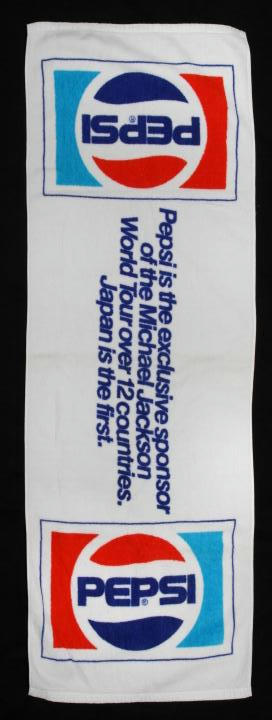 PEPSI®
Pepsi is the exclusive sponsor
of the Michael Jackson
World Tour over 12 countries.
Japan is the first.
PEPSI®